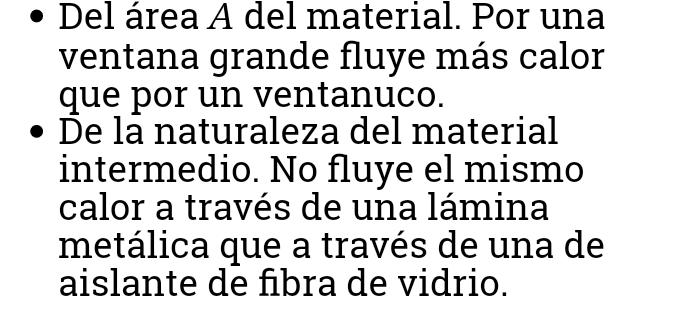 • Del área A del material. Por una
ventana grande fluye más calor
que por un ventanuco.
• De la naturaleza del material
intermedio. No fluye el mismo
calor a través de una lámina
metálica que a través de una de
aislante de fibra de vidrio.